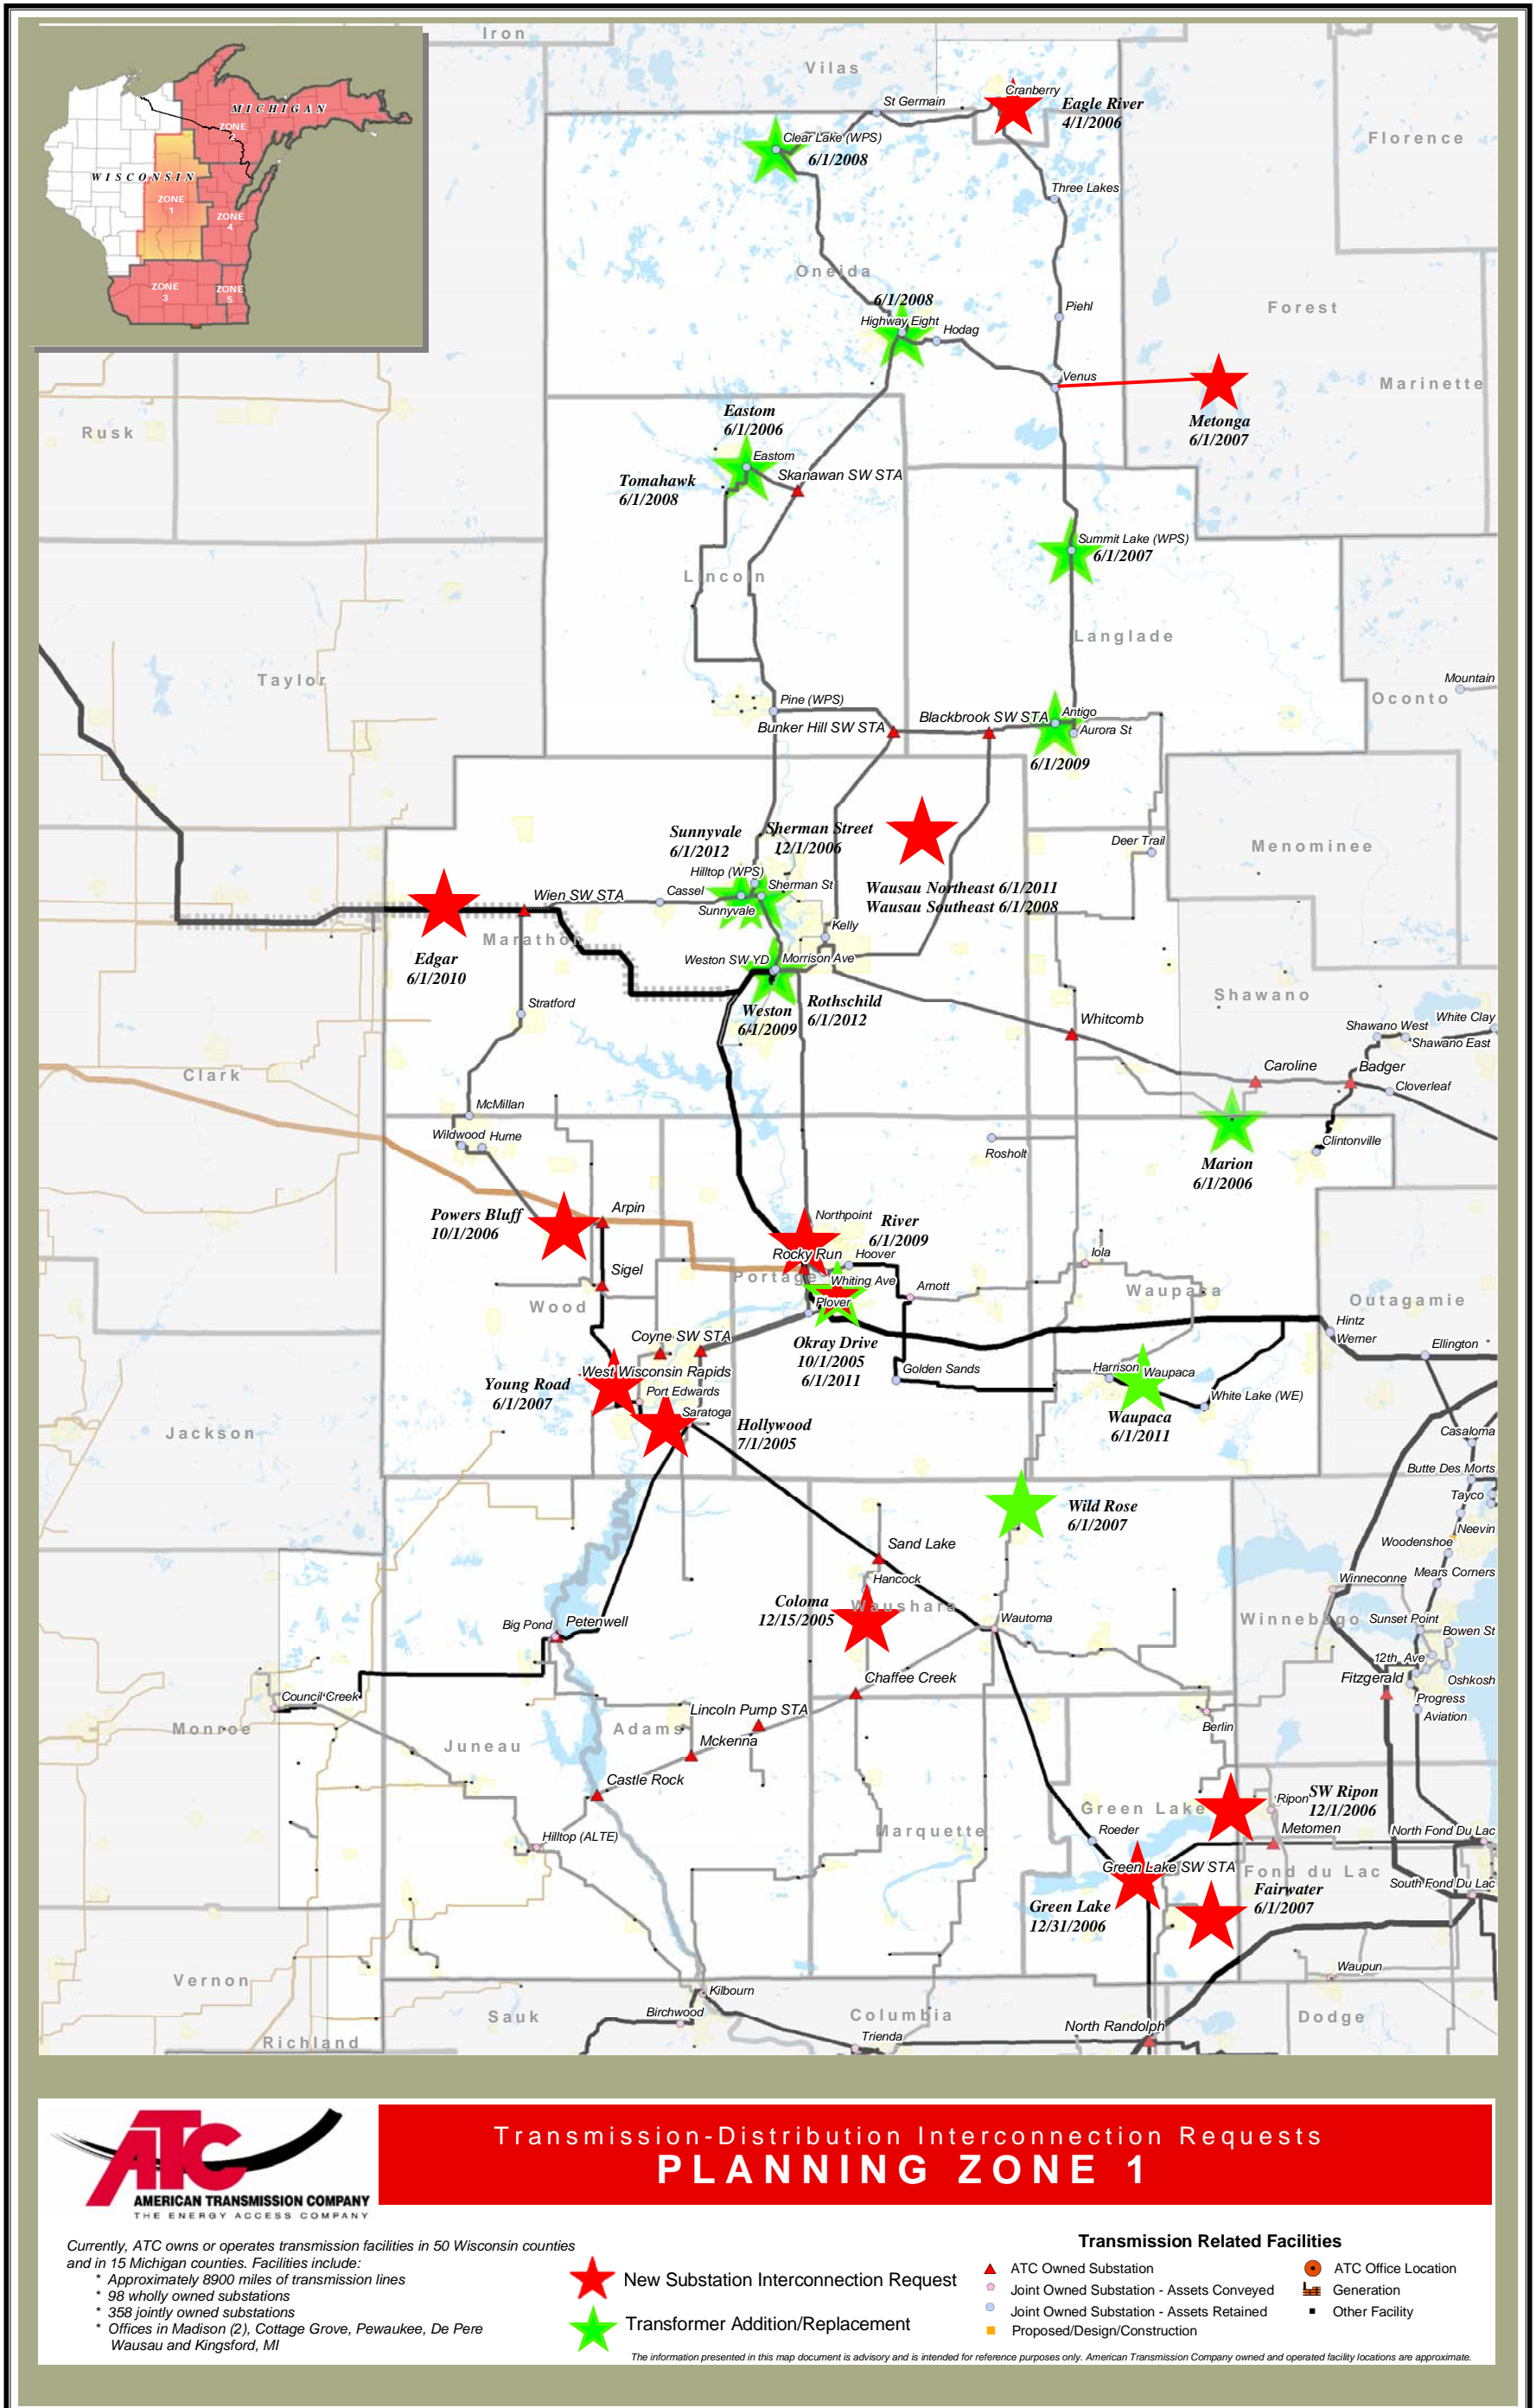 Iron
Vilas
Cranberry
Eagle River
4/1/2006
St Germain
Florence
Clear Lake (WPS)
6/1/2008
Three Lakes
MICHIGAN
ZONE
WISCONSIN
ZONE
1
ZONE
4
ZONE
3
ZONE
5
Oneida
6/1/2008
Highway Eight
Hodag
Piehl
Forest
Venus
Marinette
Metonga
6/1/2007
Rusk
Eastom
6/1/2006
Eastom
Tomahawk
6/1/2008
Skanawan SW STA
Summit Lake (WPS)
6/1/2007
Lincoln
Langlade
Taylor
Mountain
Oconto
Pine (WPS)
Bunker Hill SW STA
Blackbrook SW STA
Antigo
Aurora St
6/1/2009
Sunnyvale
6/1/2012
Sherman Street
12/1/2006
Deer Trail
Menominee
Hilltop (WPS)
Cassel
Sherman St
Sunnyvale
Wausau Northeast 6/1/2011
Wausau Southeast 6/1/2008
Wien SW STA
Marathon
Kelly
Edgar
6/1/2010
Weston SW YD
Morrison Ave
Weston
6/1/2009
Rothschild
6/1/2012
Stratford
Shawano
Whitcomb
Shawano West
White Clay
Shawano East
Clark
Caroline
Badger
Cloverleaf
McMillan
Wildwood
Hume
Rosholt
Clintonville
Marion
6/1/2006
Powers Bluff
10/1/2006
Arpin
Northpoint
River
6/1/2009
Rocky Run
Hoover
Iola
Sigel
Portage
Whiting Ave
Arnott
Waupaca
Plover
Wood
Outagamie
Hintz
Werner
Ellington
Coyne SW STA
Okray Drive
10/1/2005
6/1/2011
Golden Sands
Harrison
Waupaca
White Lake (WE)
West Wisconsin Rapids
Young Road
6/1/2007
Port Edwards
Saratoga
Waupaca
6/1/2011
Hollywood
7/1/2005
Jackson
Casaloma
Butte Des Morts
Tayco
Wild Rose
6/1/2007
Neevin
Woodenshoe
Sand Lake
Hancock
Winneconne
Mears Corners
Coloma
12/15/2005
Waushara
Wautoma
Winnebago
Sunset Point
Bowen St
Big Pond
Petenwell
12th Ave
Chaffee Creek
Fitzgerald
Oshkosh
Progress
Aviation
Council Creek
Monroe
Lincoln Pump STA
Adams
Mckenna
Berlin
Juneau
Castle Rock
Green Lake
Ripon
SW Ripon
12/1/2006
Hilltop (ALTE)
Marquette
Roeder
Metomen
North Fond Du Lac
Green Lake SW STA
Fond du Lac
South Fond Du Lac
Green Lake
12/31/2006
Fairwater
6/1/2007
Waupun
Vernon
Kilbourn
Sauk
Birchwood
Columbia
Trienda
North Randolph
Dodge
Richland
ATC
AMERICAN TRANSMISSION COMPANY
THE ENERGY ACCESS COMPANY
Transmission-Distribution Interconnection Requests
PLANNING ZONE 1
Currently, ATC owns or operates transmission facilities in 50 Wisconsin counties
and in 15 Michigan counties. Facilities include:
* Approximately 8900 miles of transmission lines
* 98 wholly owned substations
* 358 jointly owned substations
* Offices in Madison (2), Cottage Grove, Pewaukee, De Pere
Wausau and Kingsford, MI
New Substation Interconnection Request
Transformer Addition/Replacement
Transmission Related Facilities
ATC Owned Substation
Joint Owned Substation - Assets Conveyed
Joint Owned Substation - Assets Retained
Proposed/Design/Construction
ATC Office Location
Generation
Other Facility
The information presented in this map document is advisory and is intended for reference purposes only. American Transmission Company owned and operated facility locations are approximate.